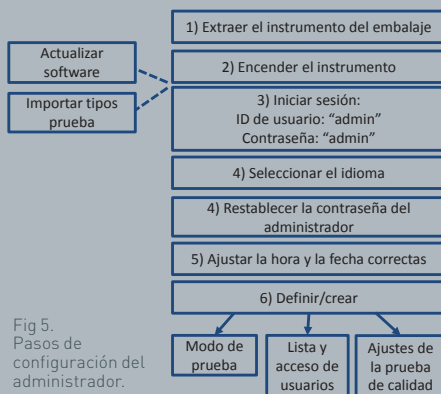 1) Extraer el instrumento del embalaje
Actualizar
software
2) Encender el instrumento
Importar tipos
prueba
3) Iniciar sesión:
ID de usuario: “admin”
Contraseña: “admin”
4) Seleccionar el idioma
4) Restablecer la contraseña del
administrador
5) Ajustar la hora y la fecha correctas
6) Definir/crear
Fig 5.
Pasos de
configuración del
administrador.
Modo de
prueba
Lista y
acceso de
usuarios
Ajustes de
la prueba
de calidad